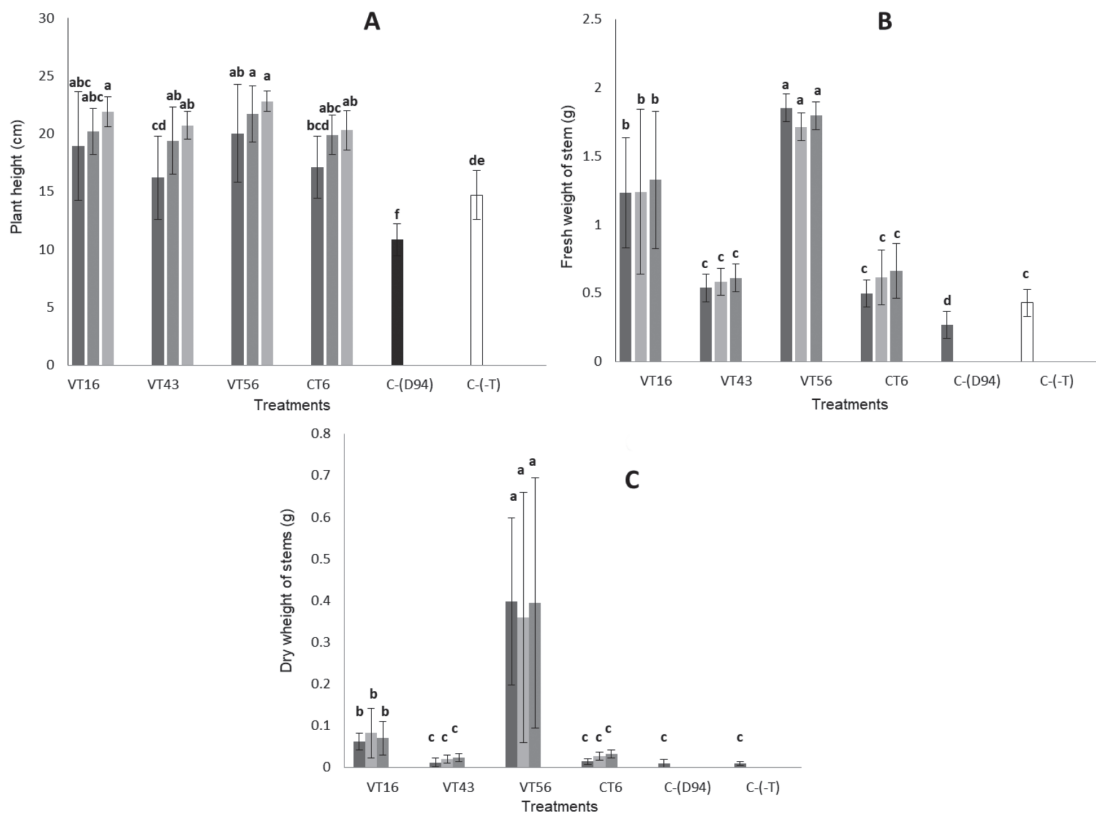 A
Plant height (cm)
30
25
20
15
10
5
0
abc abc a
cd ab ab
ab a a
bcd abc ab
f
de
VT16 VT43 VT56 CT6 C-(D94) C-(-T)
Treatments
B
Fresh weight of stem (g)
2.5
2
1.5
1
0.5
0
b b b
c c c
a a a
c c c
d
c
VT16 VT43 VT56 CT6 C-(D94) C-(-T)
Treatments
C
Dry wheight of stems (g)
0.8
0.7
0.6
0.5
0.4
0.3
0.2
0.1
0
b b b
c c c
a a a
c c c
c
c
VT16 VT43 VT56 CT6 C-(D94) C-(-T)
Treatments